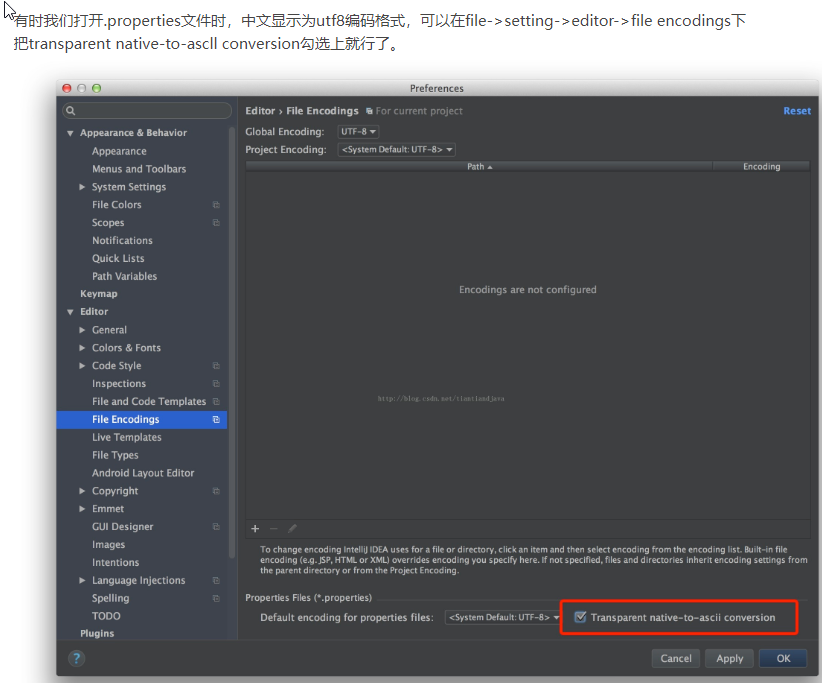 有时我们打开.properties文件时，中文显示为utf8编码格式，可以在file->setting->editor->file encodings下
把transparent native-to-ascll conversion勾选上就行了。
Preferences
Editor › File Encodings For current project Reset
Global Encoding: UTF-8
Project Encoding: <System Default: UTF-8>
Path Encoding
Appearance & Behavior
Appearance
Menus and Toolbars
System Settings
File Colors
Scopes
Notifications
Quick Lists
Path Variables
Keymap
Editor
General
Colors & Fonts
Code Style
Inspections
File and Code Templates
File Encodings
Live Templates
File Types
Android Layout Editor
Copyright
Emmet
GUI Designer
Images
Intentions
Language Injections
Spelling
TODO
Plugins
Encodings are not configured
http://blog.csdn.net/tiantiandjava
To change encoding IntelliJ IDEA uses for a file or directory, click an item and then select encoding from the encoding list. Built-in file
encoding (e.g. JSP, HTML or XML) overrides encoding you specify here. If not specified, files and directories inherit encoding settings from
the parent directory or from the Project Encoding.
Properties Files (*.properties)
Default encoding for properties files: <System Default: UTF-8> Transparent native-to-ascii conversion
? Cancel Apply OK